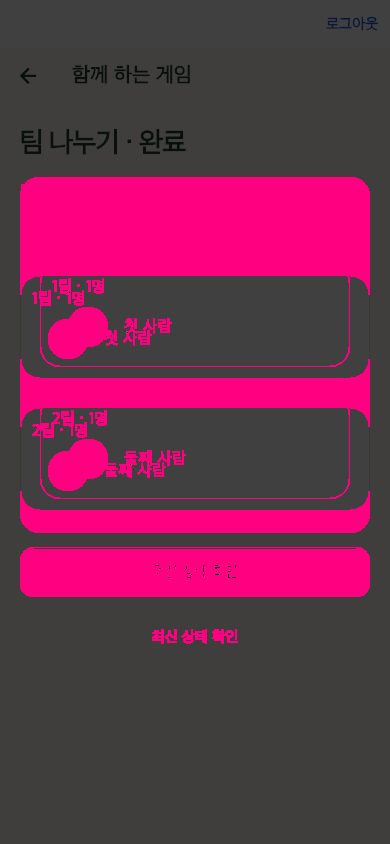 로그아웃
함께 하는 게임
팀 나누기 · 완료
1팀 · 1명
1팀 · 1명
첫 사람
첫 사람
2팀 · 1명
2팀 · 1명
둘째 사람
둘째 사람
최신 상태 확인